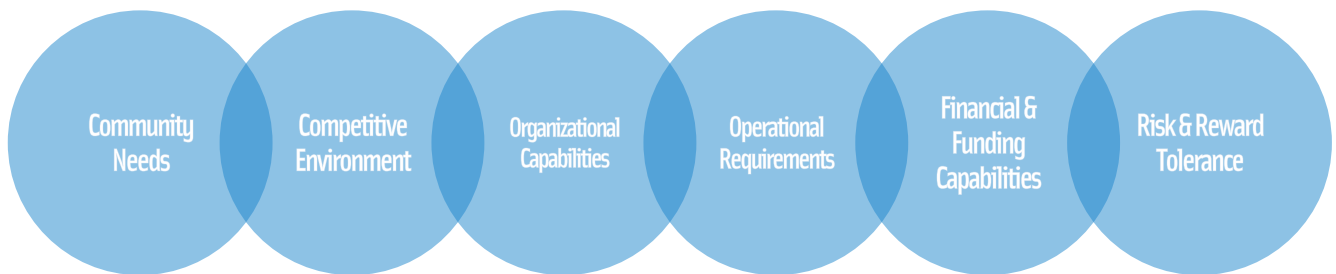 Community
Needs
Competitive
Environment
Organizational
Capabilities
Operational
Requirements
Financial &
Funding
Capabilities
Risk & Reward
Tolerance